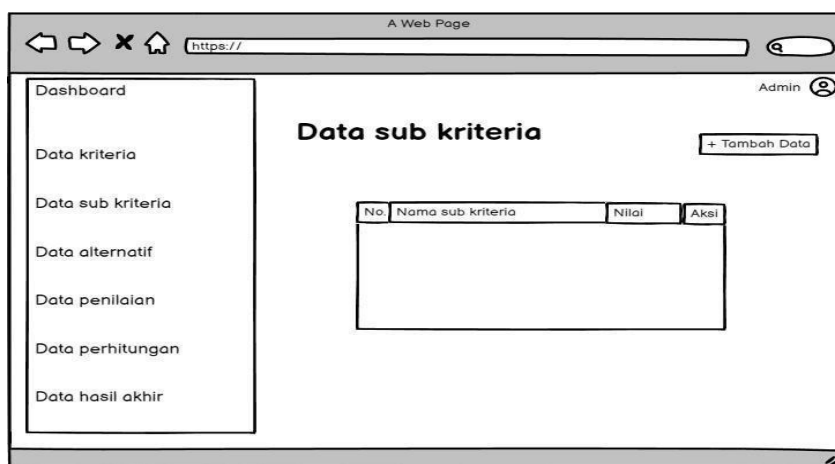 A Web Page
https://
Dashboard
Admin
Data sub kriteria
+ Tambah Data
Data kriteria
Data sub kriteria
Data alternatif
Data penilaian
Data perhitungan
Data hasil akhir
No. Nama sub kriteria Nilai Aksi